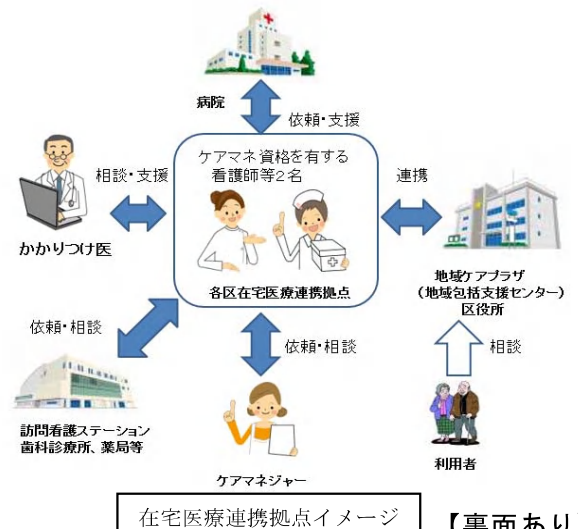 病院
依頼・支援
ケアマネ資格を有する
看護師等2名
相談・支援
連携
かかりつけ医
各区在宅医療連携拠点
地域ケアプラザ
（地域包括支援センター）
区役所
依頼・相談
依頼・相談
相談
訪問看護ステーション
歯科診療所、薬局等
ケアマネジャー
利用者
在宅医療連携拠点イメージ
【裏面あり